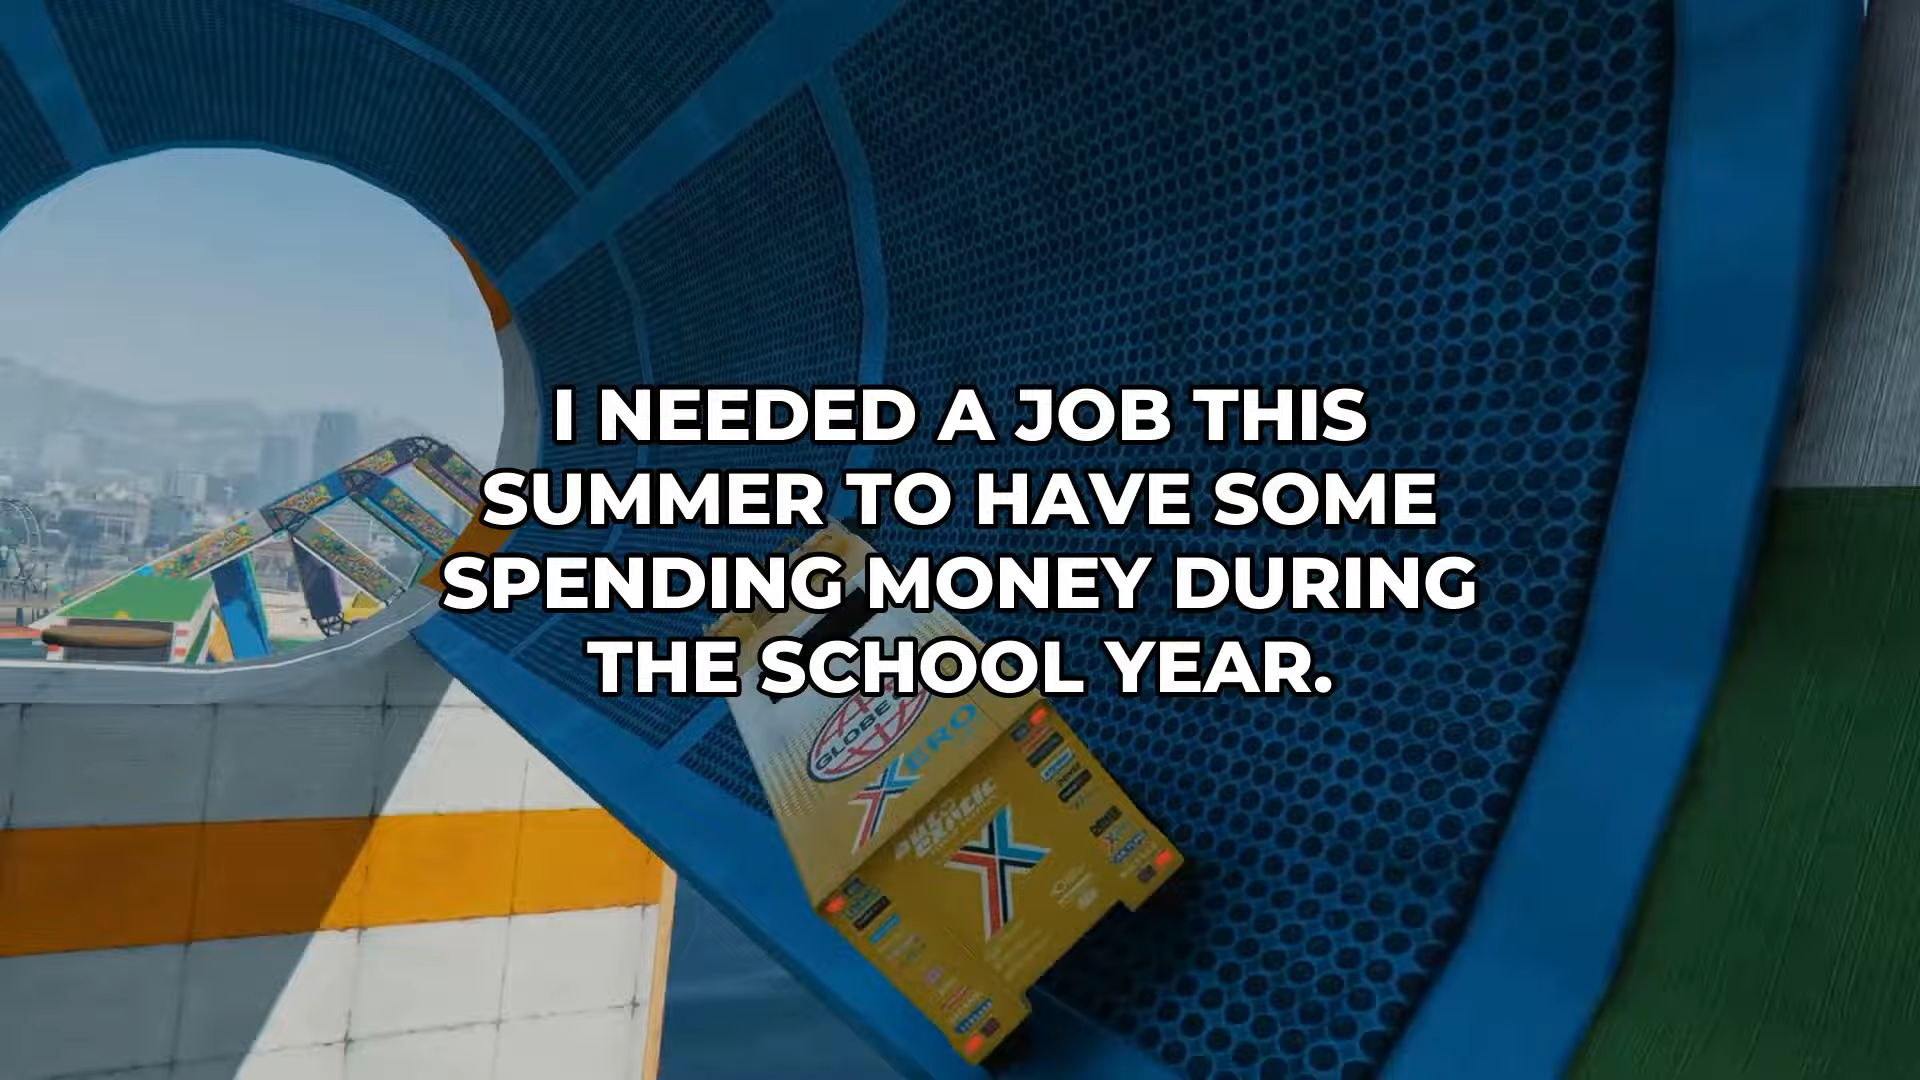 I NEEDED A JOB THIS
SUMMER TO HAVE SOME
SPENDING MONEY DURING
THE SCHOOL YEAR.
GLOBE
XERO
X